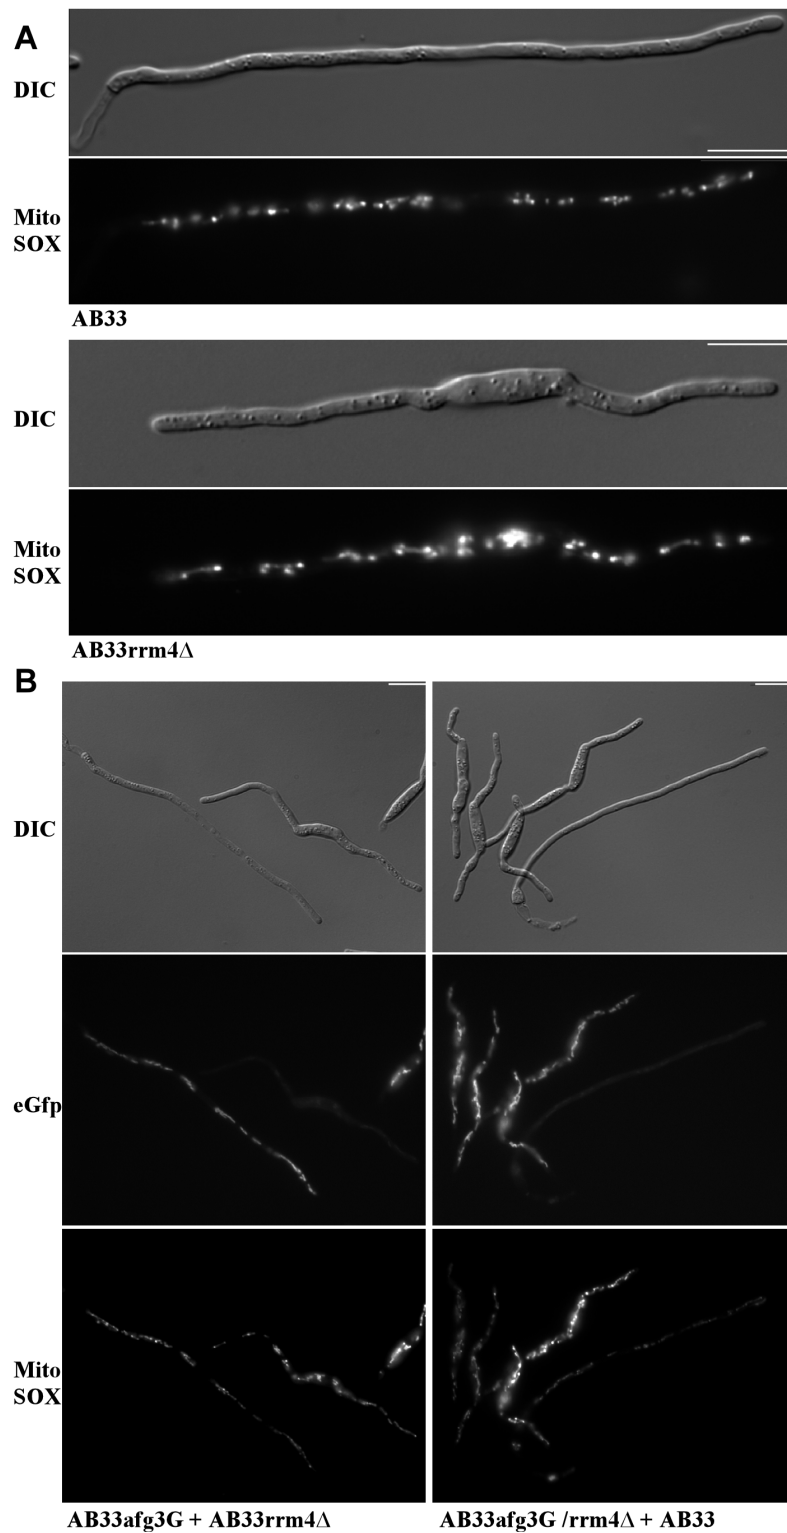 A
DIC
Mito
SOX
AB33
DIC
Mito
SOX
AB33rrm4Δ
B
DIC
eGfp
Mito
SOX
AB33afg3G + AB33rrm4Δ
AB33afg3G /rrm4Δ + AB33